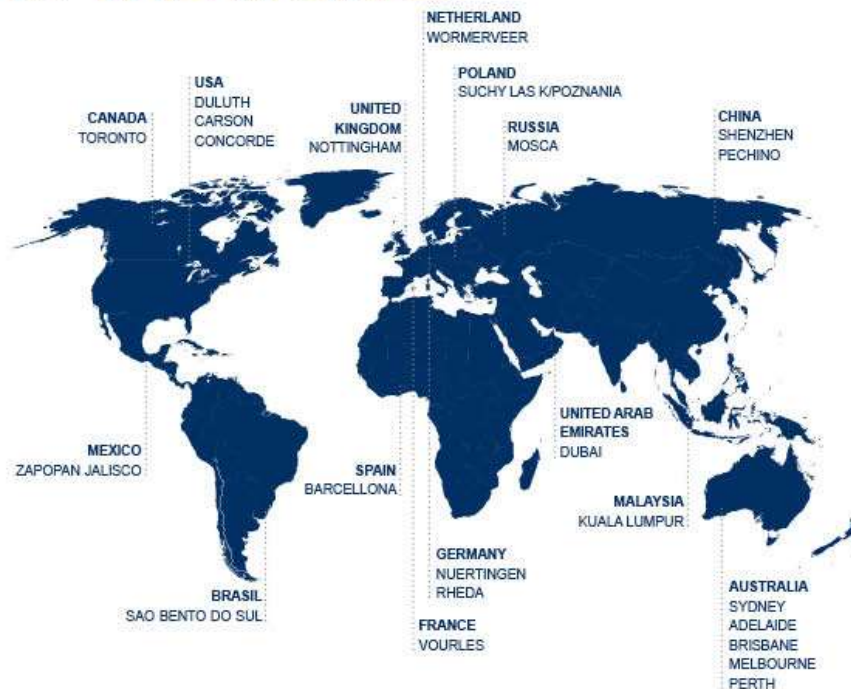 NETHERLAND
WORMERVEER
POLAND
SUCHY LAS K/POZNANIA
USA
DULUTH
CARSON
CONCORDE
CANADA
TORONTO
UNITED
KINGDOM
NOTTINGHAM
RUSSIA
MOSCA
CHINA
SHENZHEN
PECHINO
MEXICO
ZAPOPAN JALISCO
SPAIN
BARCELLONA
UNITED ARAB
EMIRATES
DUBAI
MALAYSIA
KUALA LUMPUR
GERMANY
NUERTINGEN
RHEDA
BRASIL
SAO BENTO DO SUL
FRANCE
VOURLES
AUSTRALIA
SYDNEY
ADELAIDE
BRISBANE
MELBOURNE
PERTH